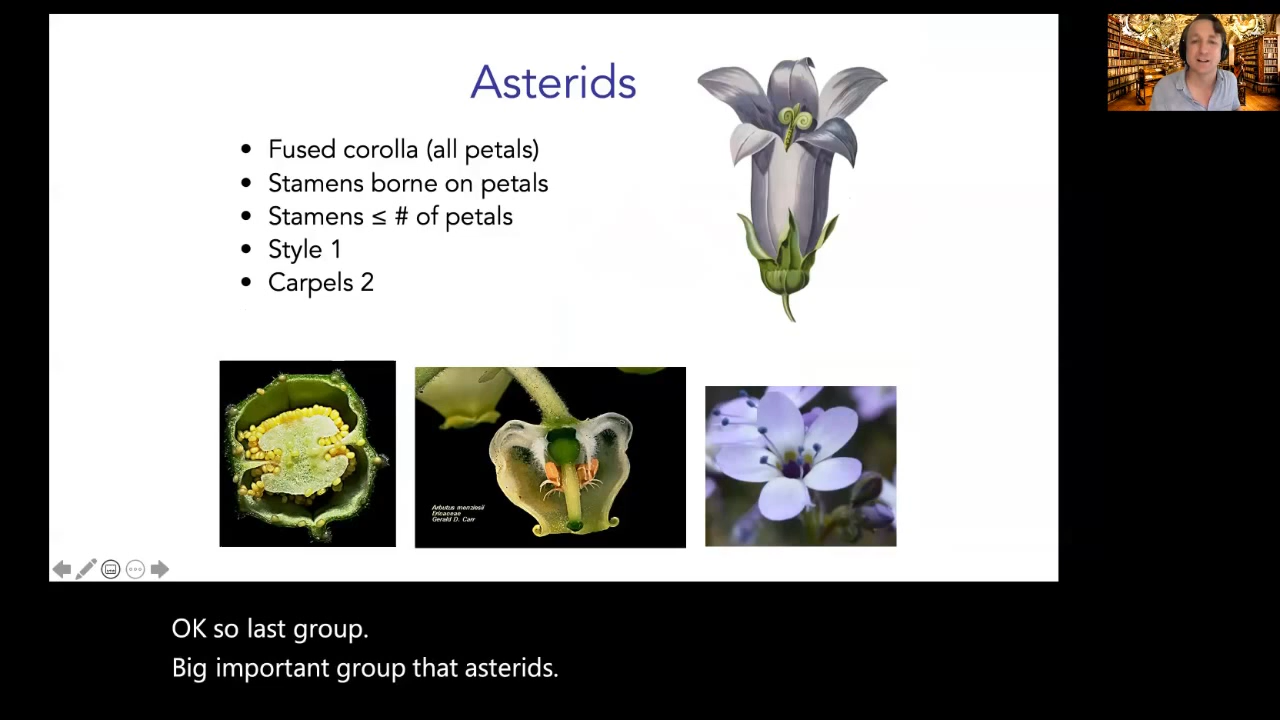 Asterids
• Fused corolla (all petals)
• Stamens borne on petals
• Stamens ≤ # of petals
• Style 1
• Carpels 2
Arbutus menziesii
Ericaceae
Gerald D. Carr
OK so last group.
Big important group that asterids.